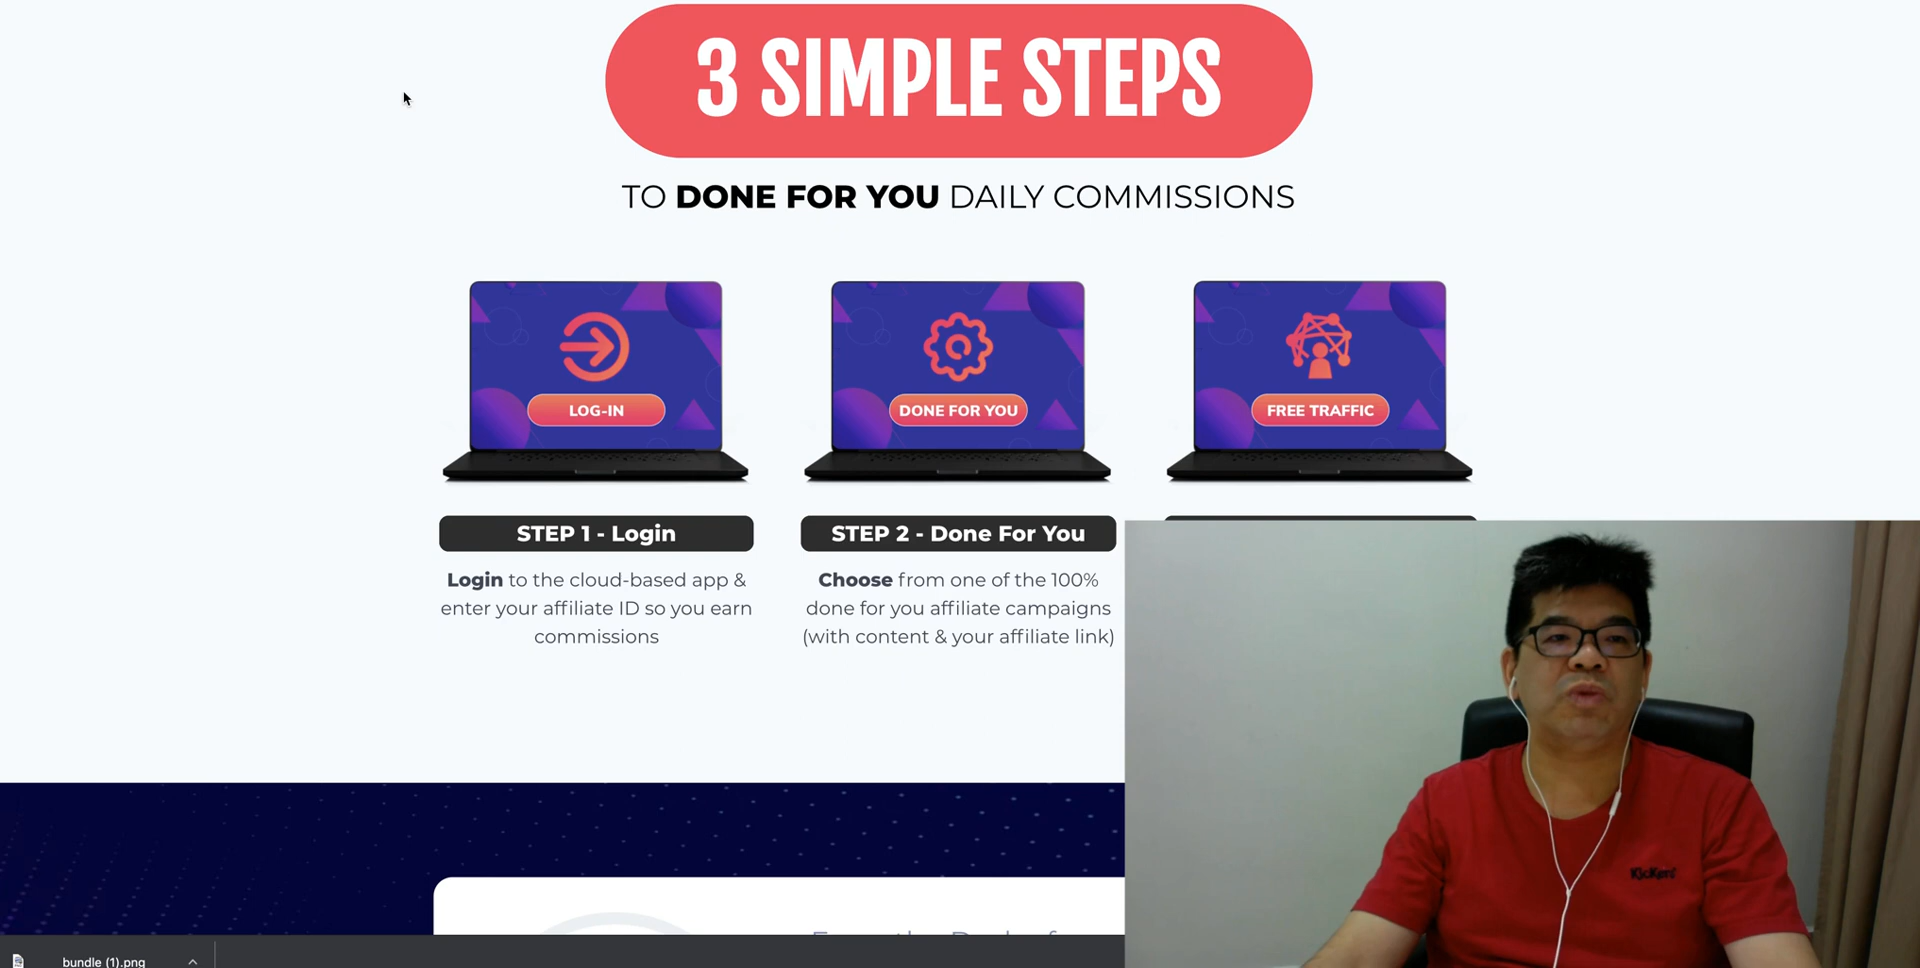 3 SIMPLE STEPS
TO DONE FOR YOU DAILY COMMISSIONS
LOG-IN
DONE FOR YOU
FREE TRAFFIC
STEP 1 - Login
STEP 2 - Done For You
Login to the cloud-based app &
enter your affiliate ID so you earn
commissions
Choose from one of the 100%
done for you affiliate campaigns
(with content & your affiliate link)
KicKers
bundle (1).png